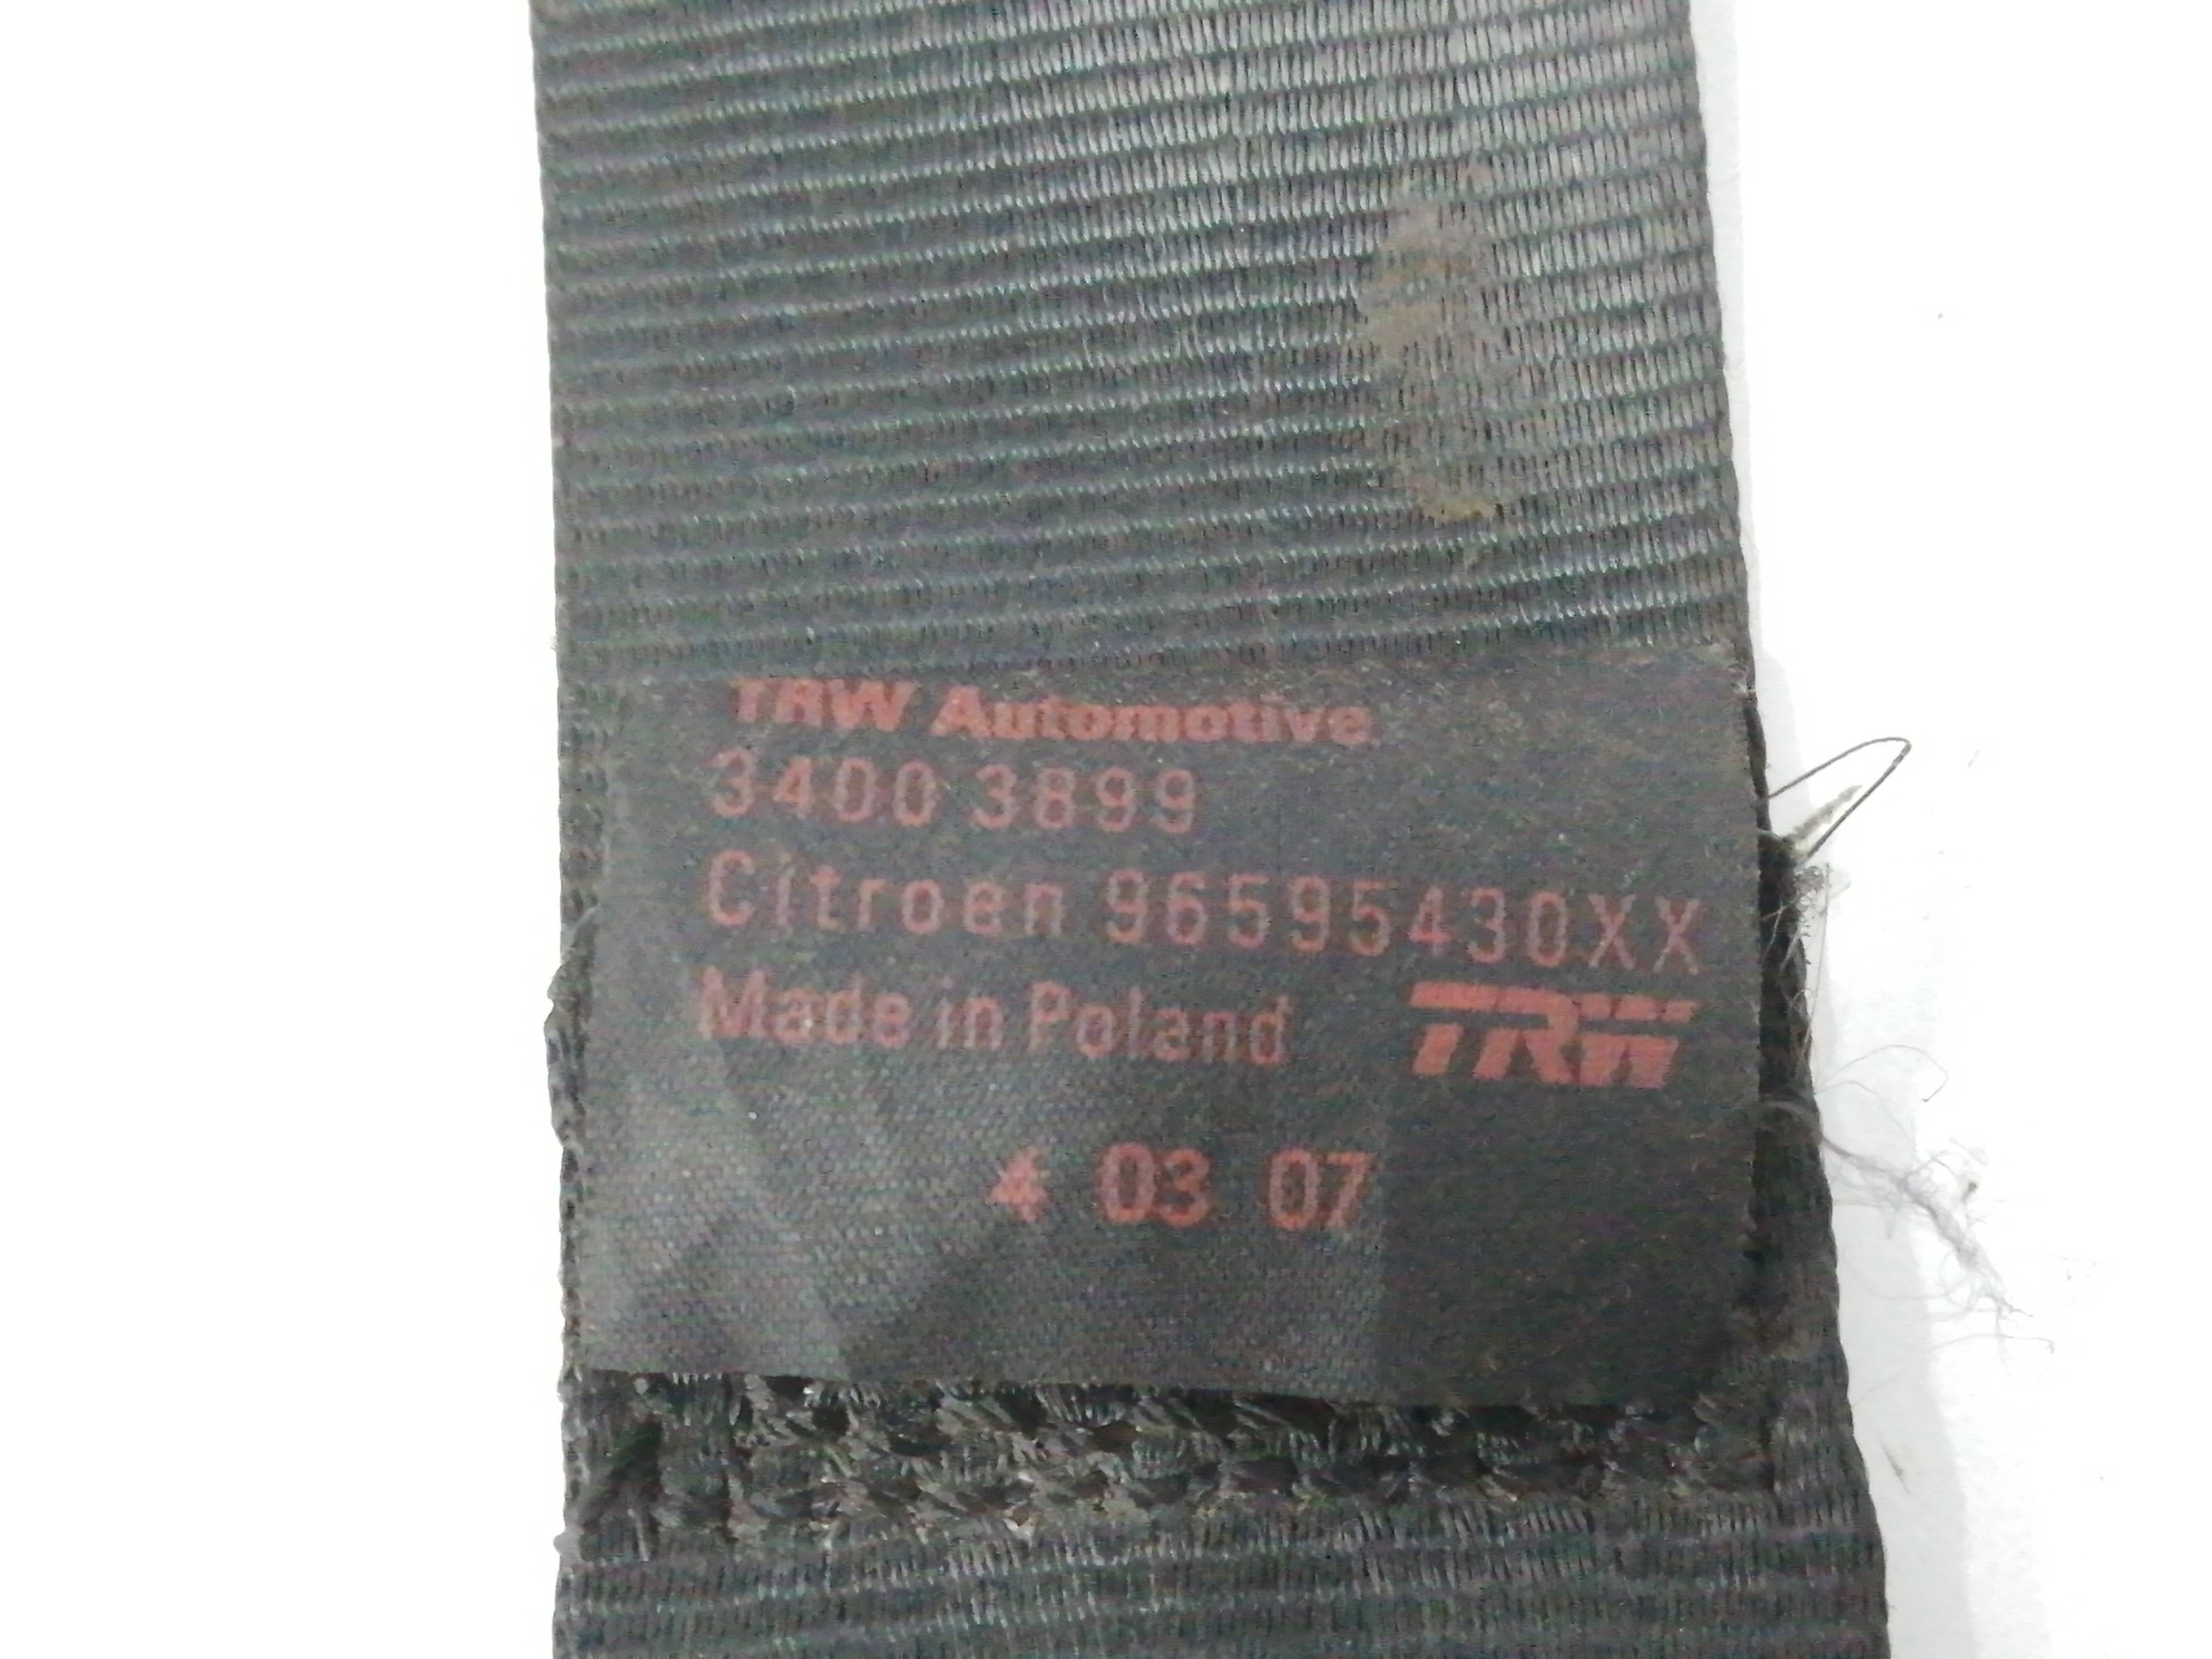 TRW Automotive
3400 3899
Citroen 96595430XX
Made in Poland TRW
4 03 07